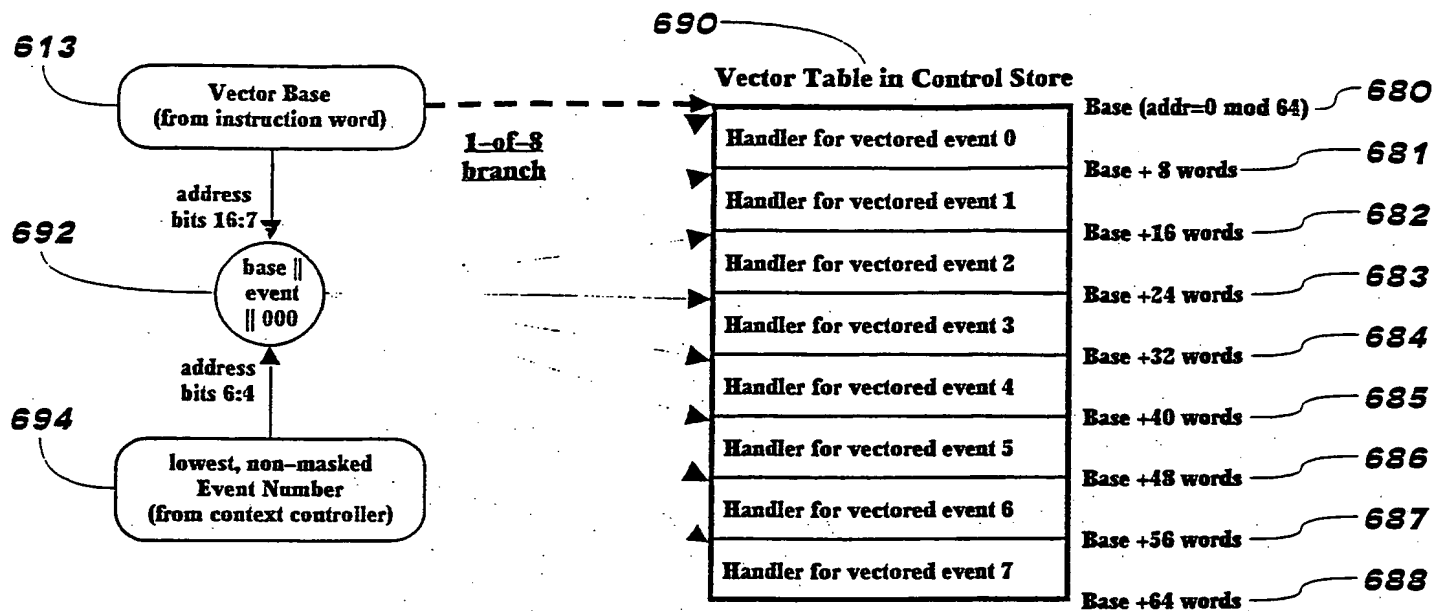 690
613
Vector Base
(from instruction word)
1–of–8
branch
address
bits 16:7
692
base ||
event
|| 000
address
bits 6:4
694
lowest, non–masked
Event Number
(from context controller)
Vector Table in Control Store
Handler for vectored event 0
Handler for vectored event 1
Handler for vectored event 2
Handler for vectored event 3
Handler for vectored event 4
Handler for vectored event 5
Handler for vectored event 6
Handler for vectored event 7
Base (addr=0 mod 64)
680
Base + 8 words
681
Base +16 words
682
Base +24 words
683
Base +32 words
684
Base +40 words
685
Base +48 words
686
Base +56 words
687
Base +64 words
688